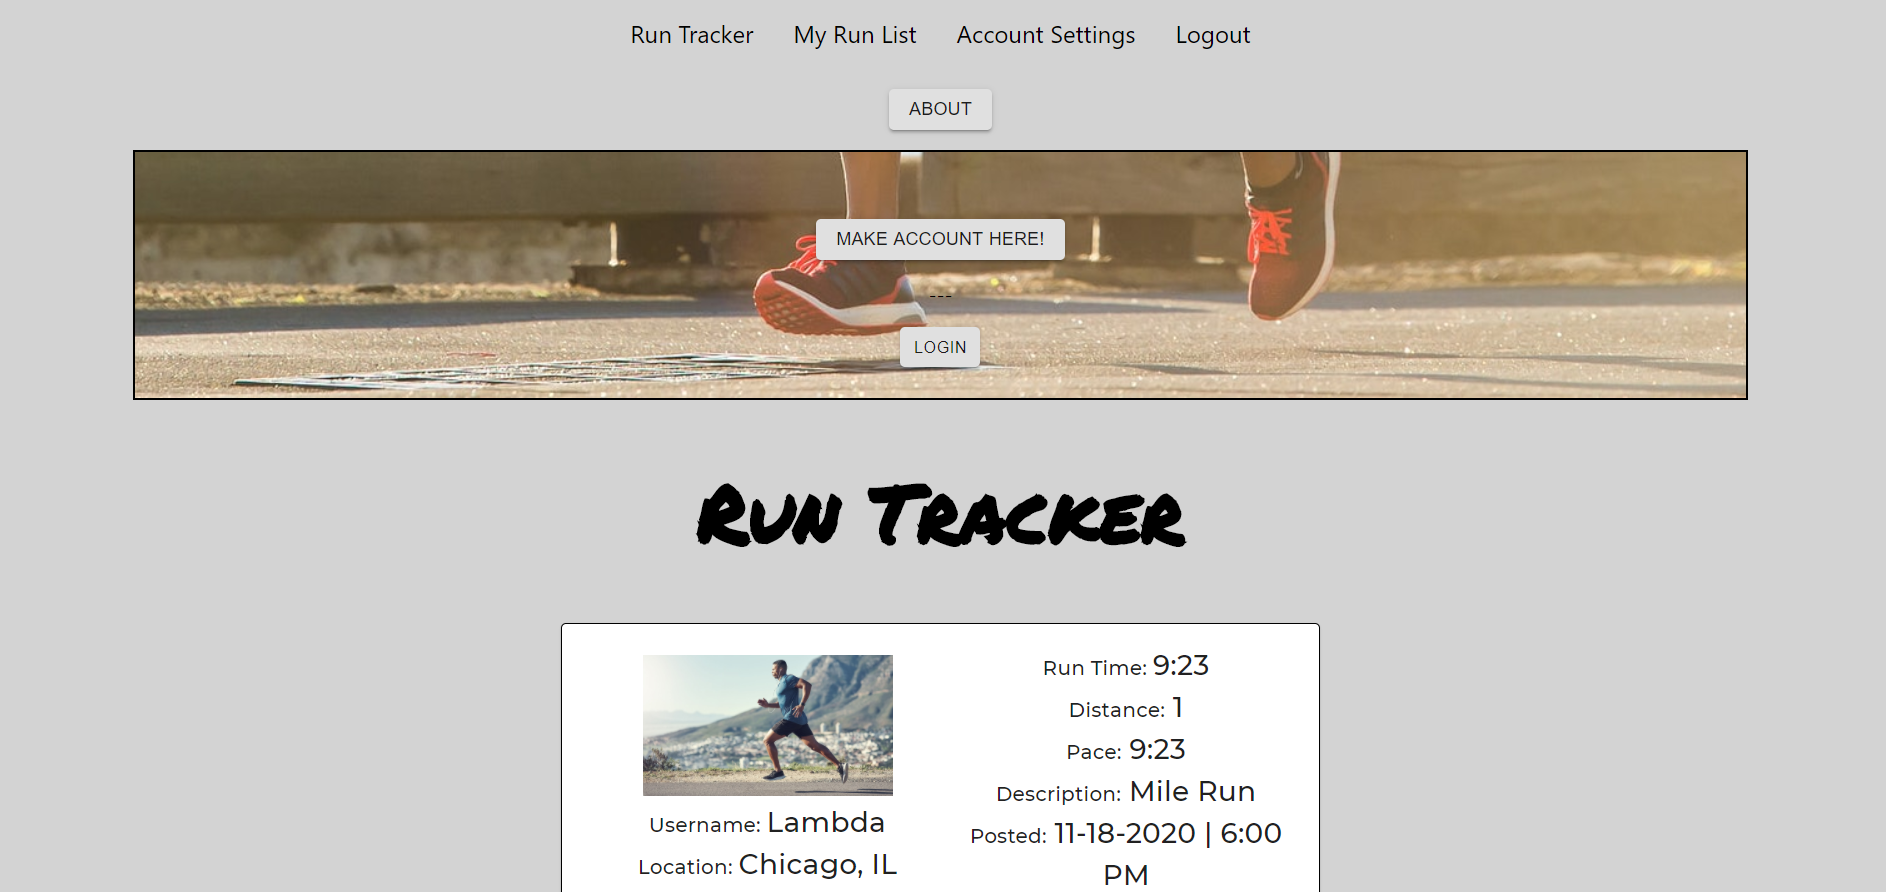 Run Tracker My Run List Account Settings Logout
ABOUT
MAKE ACCOUNT HERE!
---
LOGIN
Run Tracker
Username: Lambda
Location: Chicago, IL
Run Time: 9:23
Distance: 1
Pace: 9:23
Description: Mile Run
Posted: 11-18-2020 | 6:00
PM